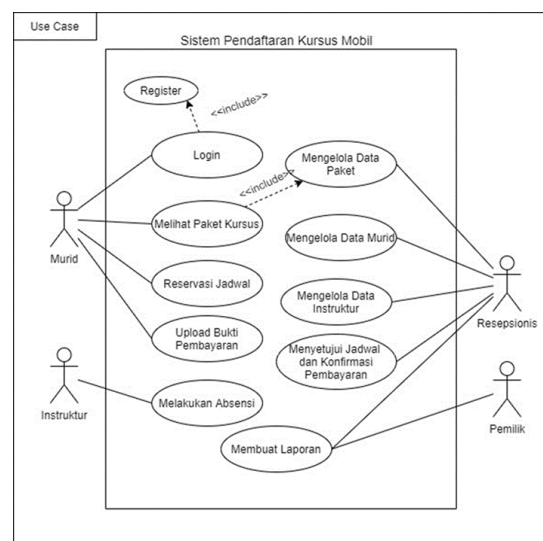 Use Case
Sistem Pendaftaran Kursus Mobil
Register
<<include>>
Login
Mengelola Data
Paket
<<include>>
Melihat Paket Kursus
Murid
Mengelola Data Murid
Reservasi Jadwal
Mengelola Data
Instruktur
Resepsionis
Upload Bukti
Pembayaran
Menyetujui Jadwal
dan Konfirmasi
Pembayaran
Instruktur
Melakukan Absensi
Pemilik
Membuat Laporan